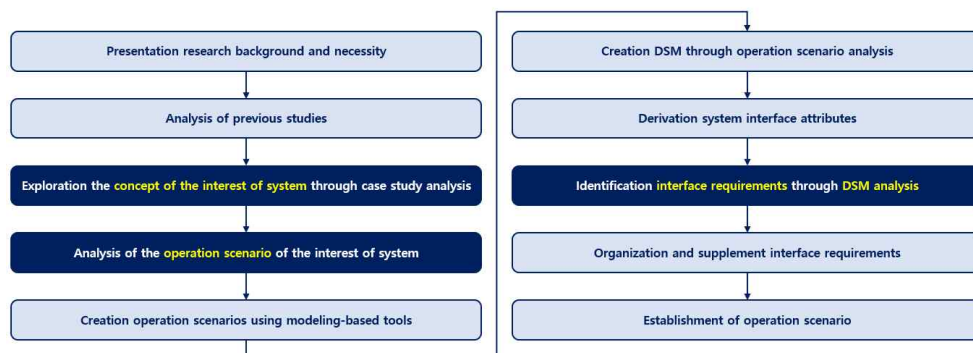 Presentation research background and necessity
Analysis of previous studies
Exploration the concept of the interest of system through case study analysis
Analysis of the operation scenario of the interest of system
Creation operation scenarios using modeling-based tools
Creation DSM through operation scenario analysis
Derivation system interface attributes
Identification interface requirements through DSM analysis
Organization and supplement interface requirements
Establishment of operation scenario